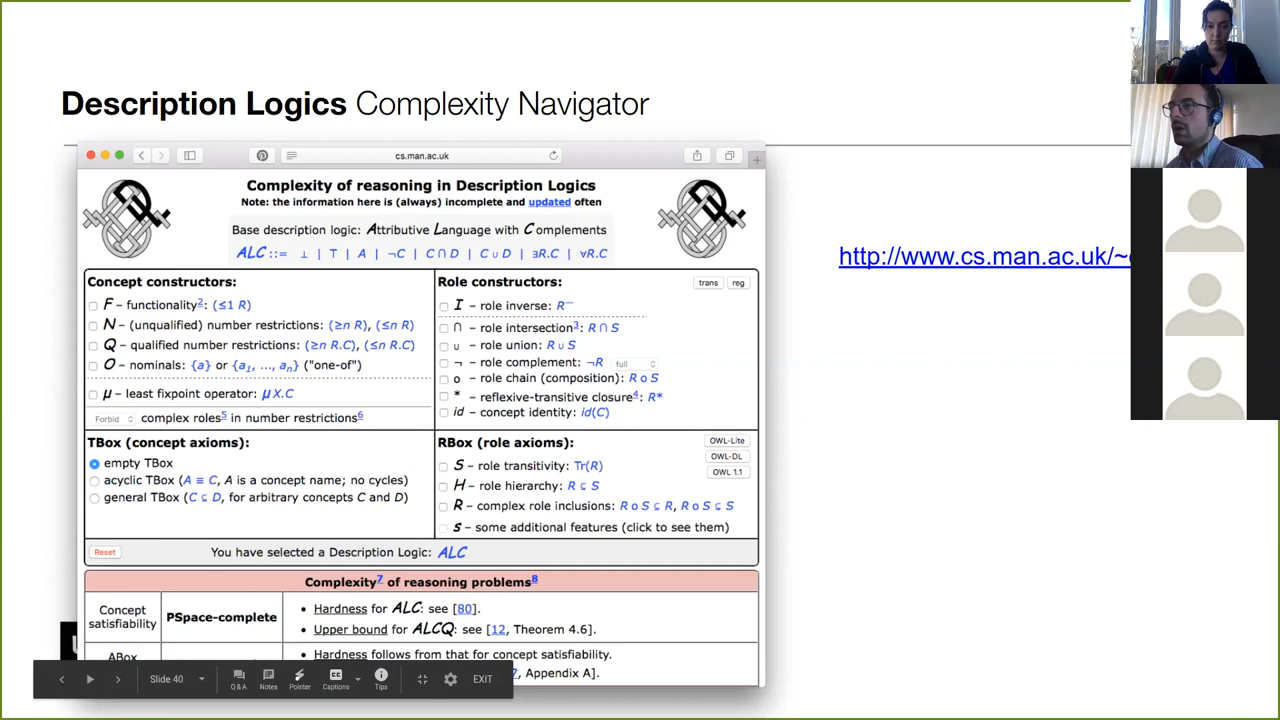 Description Logics Complexity Navigator
cs.man.ac.uk
Complexity of reasoning in Description Logics
Note: the information here is (always) incomplete and updated often
Base description logic: Attributive Language with Complements
ALC ::= ⊥ | ⊤ | A | ¬C | C ∩ D | C ∪ D | ∃R.C | ∀R.C
Concept constructors:
F – functionality2: (≤1 R)
N – (unqualified) number restrictions: (≥n R), (≤n R)
Q – qualified number restrictions: (≥n R.C), (≤n R.C)
O – nominals: {a} or {a1, ..., an} ("one-of")
μ – least fixpoint operator: μX.C
Forbid complex roles5 in number restrictions6
Role constructors:
trans reg
I – role inverse: R–
∩ – role intersection3: R ∩ S
∪ – role union: R ∪ S
¬ – role complement: ¬R full
o – role chain (composition): R o S
* – reflexive-transitive closure4: R*
id – concept identity: id(C)
TBox (concept axioms):
empty TBox
acyclic TBox (A ≡ C, A is a concept name; no cycles)
general TBox (C ⊆ D, for arbitrary concepts C and D)
RBox (role axioms):
OWL-Lite
OWL-DL
OWL 1.1
S – role transitivity: Tr(R)
H – role hierarchy: R ⊆ S
R – complex role inclusions: R o S ⊆ R, R o S ⊆ S
s – some additional features (click to see them)
Reset You have selected a Description Logic: ALC
Complexity7 of reasoning problems8
Concept
satisfiability
PSpace-complete
• Hardness for ALC: see [80].
• Upper bound for ALCQ: see [12, Theorem 4.6].
ABox
• Hardness follows from that for concept satisfiability.
, Appendix A].
http://www.cs.man.ac.uk/~
Slide 40
Q & A
Notes
Pointer
Captions
Tips
EXIT